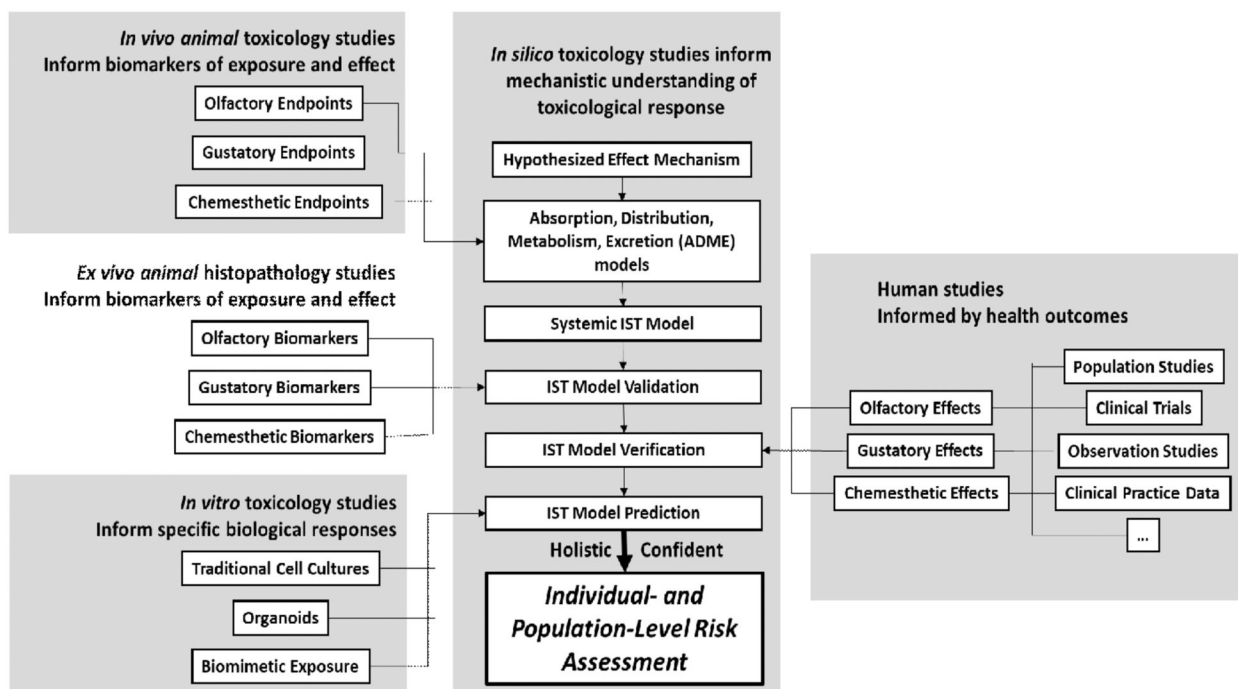 In vivo animal toxicology studies
Inform biomarkers of exposure and effect
Olfactory Endpoints
Gustatory Endpoints
Chemesthetic Endpoints
Ex vivo animal histopathology studies
Inform biomarkers of exposure and effect
Olfactory Biomarkers
Gustatory Biomarkers
Chemesthetic Biomarkers
In vitro toxicology studies
Inform specific biological responses
Traditional Cell Cultures
Organoids
Biomimetic Exposure
In silico toxicology studies inform
mechanistic understanding of
toxicological response
Hypothesized Effect Mechanism
Absorption, Distribution,
Metabolism, Excretion (ADME)
models
Systemic IST Model
IST Model Validation
IST Model Verification
IST Model Prediction
Holistic Confident
Individual- and
Population-Level Risk
Assessment
Human studies
Informed by health outcomes
Olfactory Effects
Gustatory Effects
Chemesthetic Effects
Population Studies
Clinical Trials
Observation Studies
Clinical Practice Data
...